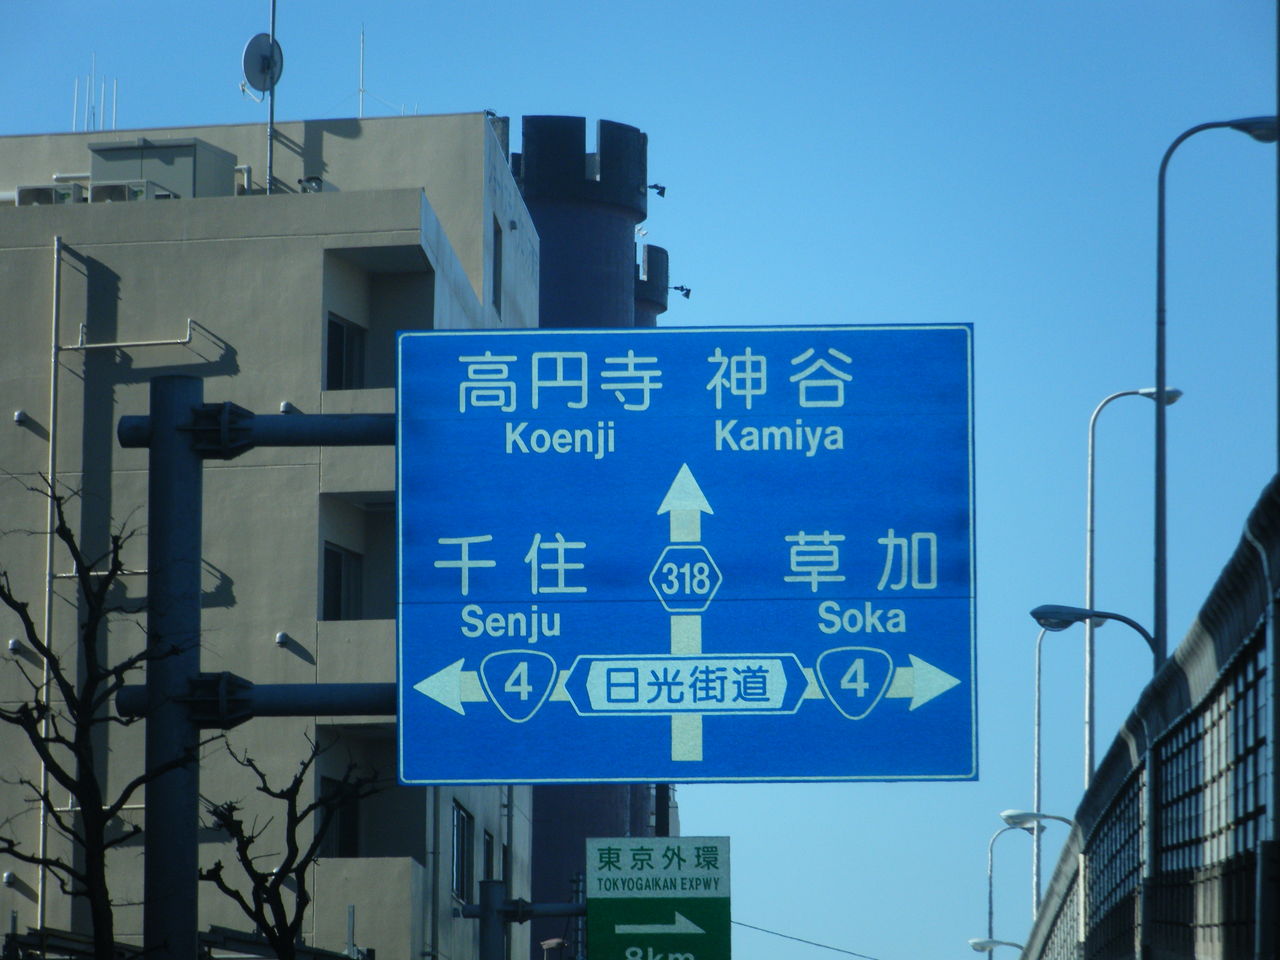 高円寺 神谷
Koenji Kamiya
318
千住 草加
Senju Soka
4 日光街道 4
東京外環
TOKYOGAIKAN EXPWY
8km